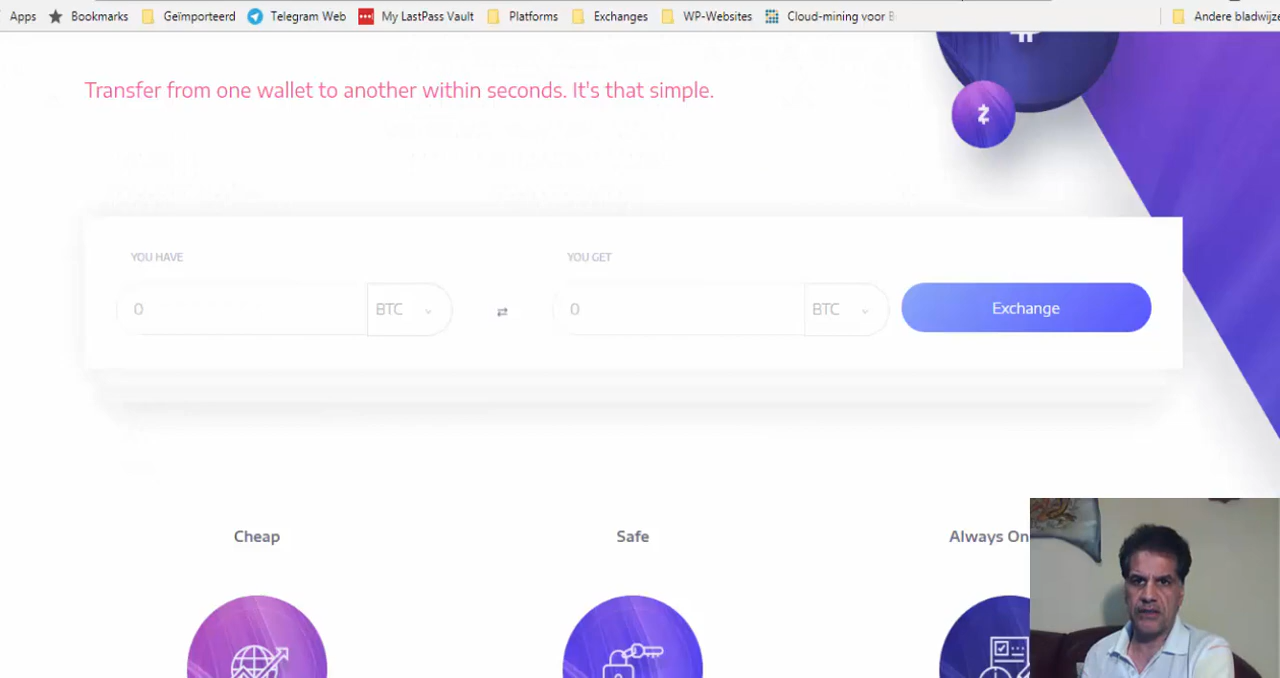 Apps Bookmarks Geïmporteerd Telegram Web My LastPass Vault Platforms Exchanges WP-Websites Cloud-mining voor Andere bladwijze
Transfer from one wallet to another within seconds. It's that simple.
YOU HAVE YOU GET
0 BTC 0 BTC Exchange
Cheap Safe Always On